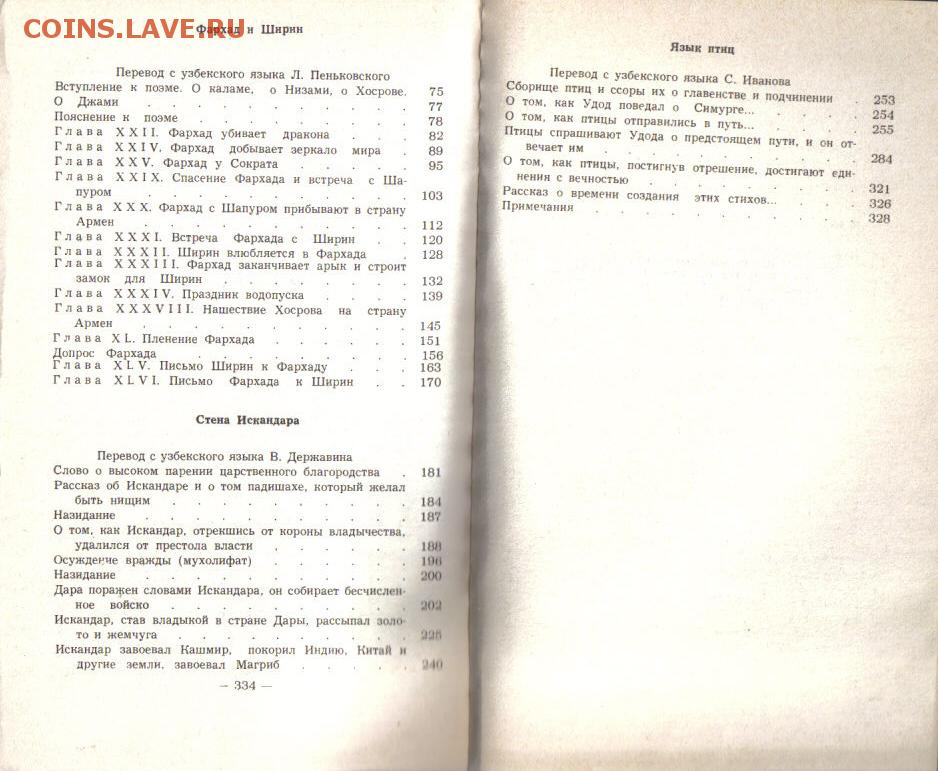 COINS.LAVE.RU
Фархад и Ширин
Перевод с узбекского языка Л. Пеньковского
Вступление к поэме. О каламе, о Низами, о Хосрове. 75
О Джами . . . . . . . . . . 77
Пояснение к поэме . . . . . . . . 78
Глава XXII. Фархад убивает дракона . . . 82
Глава XXIV. Фархад добывает зеркало мира . 89
Глава XXV. Фархад у Сократа . . . . . 95
Глава XXIX. Спасение Фархада и встреча с Ша-
пуром . . . . . . . . . . . 103
Глава XXX. Фархад с Шапуром прибывают в страну
Армен . . . . . . . . . . . 112
Глава XXXI. Встреча Фархада с Ширин . . 120
Глава XXXII. Ширин влюбляется в Фархада . 128
Глава XXXIII. Фархад заканчивает арык и строит
замок для Ширин . . . . . . . 132
Глава XXXIV. Праздник водопуска . . . . 139
Глава XXXVIII. Нашествие Хосрова на страну
Армен . . . . . . . . . . 145
Глава XL. Пленение Фархада . . . . . 151
Допрос Фархада . . . . . . . . 156
Глава XLV. Письмо Ширин к Фархаду . . . 163
Глава XLVI. Письмо Фархада к Ширин . . 170
Стена Искандара
Перевод с узбекского языка В. Державина
Слово о высоком парении царственного благородства . 181
Рассказ об Искандаре и о том падишахе, который желал
быть нищим . . . . . . . . . 184
Назидание . . . . . . . . . . 187
О том, как Искандар, отрекшись от короны владычества,
удалился от престола власти . . . . . . 188
Осуждение вражды (мухолифат) . . . . . . 196
Назидание . . . . . . . . . . 200
Дара поражен словами Искандара, он собирает бесчислен-
ное войско . . . . . . . . . 202
Искандар, став владыкой в стране Дары, рассыпал золо-
то и жемчуга . . . . . . . . . 225
Искандар завоевал Кашмир, покорил Индию, Китай и
другие земли, завоевал Магриб . . . . . 240
— 334 —
Язык птиц
Перевод с узбекского языка С. Иванова
Сборище птиц и ссоры их о главенстве и подчинении . 253
О том, как Удод поведал о Симурге... . . . . 254
О том, как птицы отправились в путь... . . . 255
Птицы спрашивают Удода о предстоящем пути, и он от-
вечает им . . . . . . . . . . 284
О том, как птицы, постигнув отрешение, достигают еди-
нения с вечностью . . . . . . . 321
Рассказ о времени создания этих стихов... . . . 326
Примечания . . . . . . . . . . 328